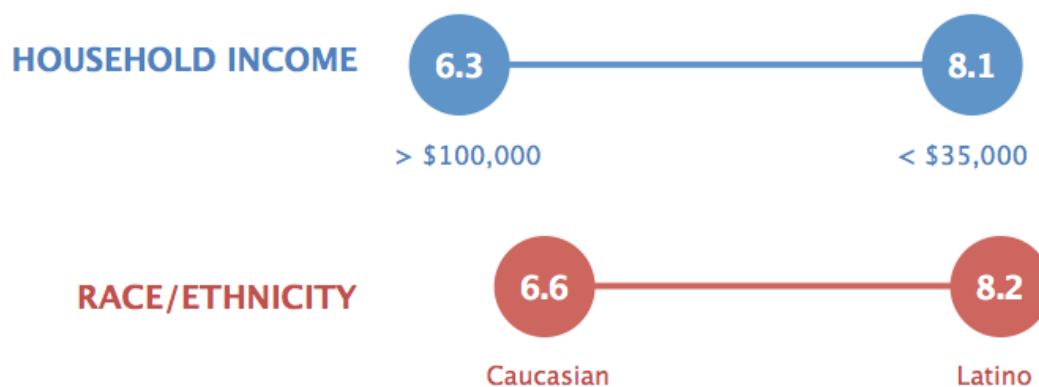 HOUSEHOLD INCOME
6.3
8.1
> $100,000
< $35,000
RACE/ETHNICITY
6.6
8.2
Caucasian
Latino